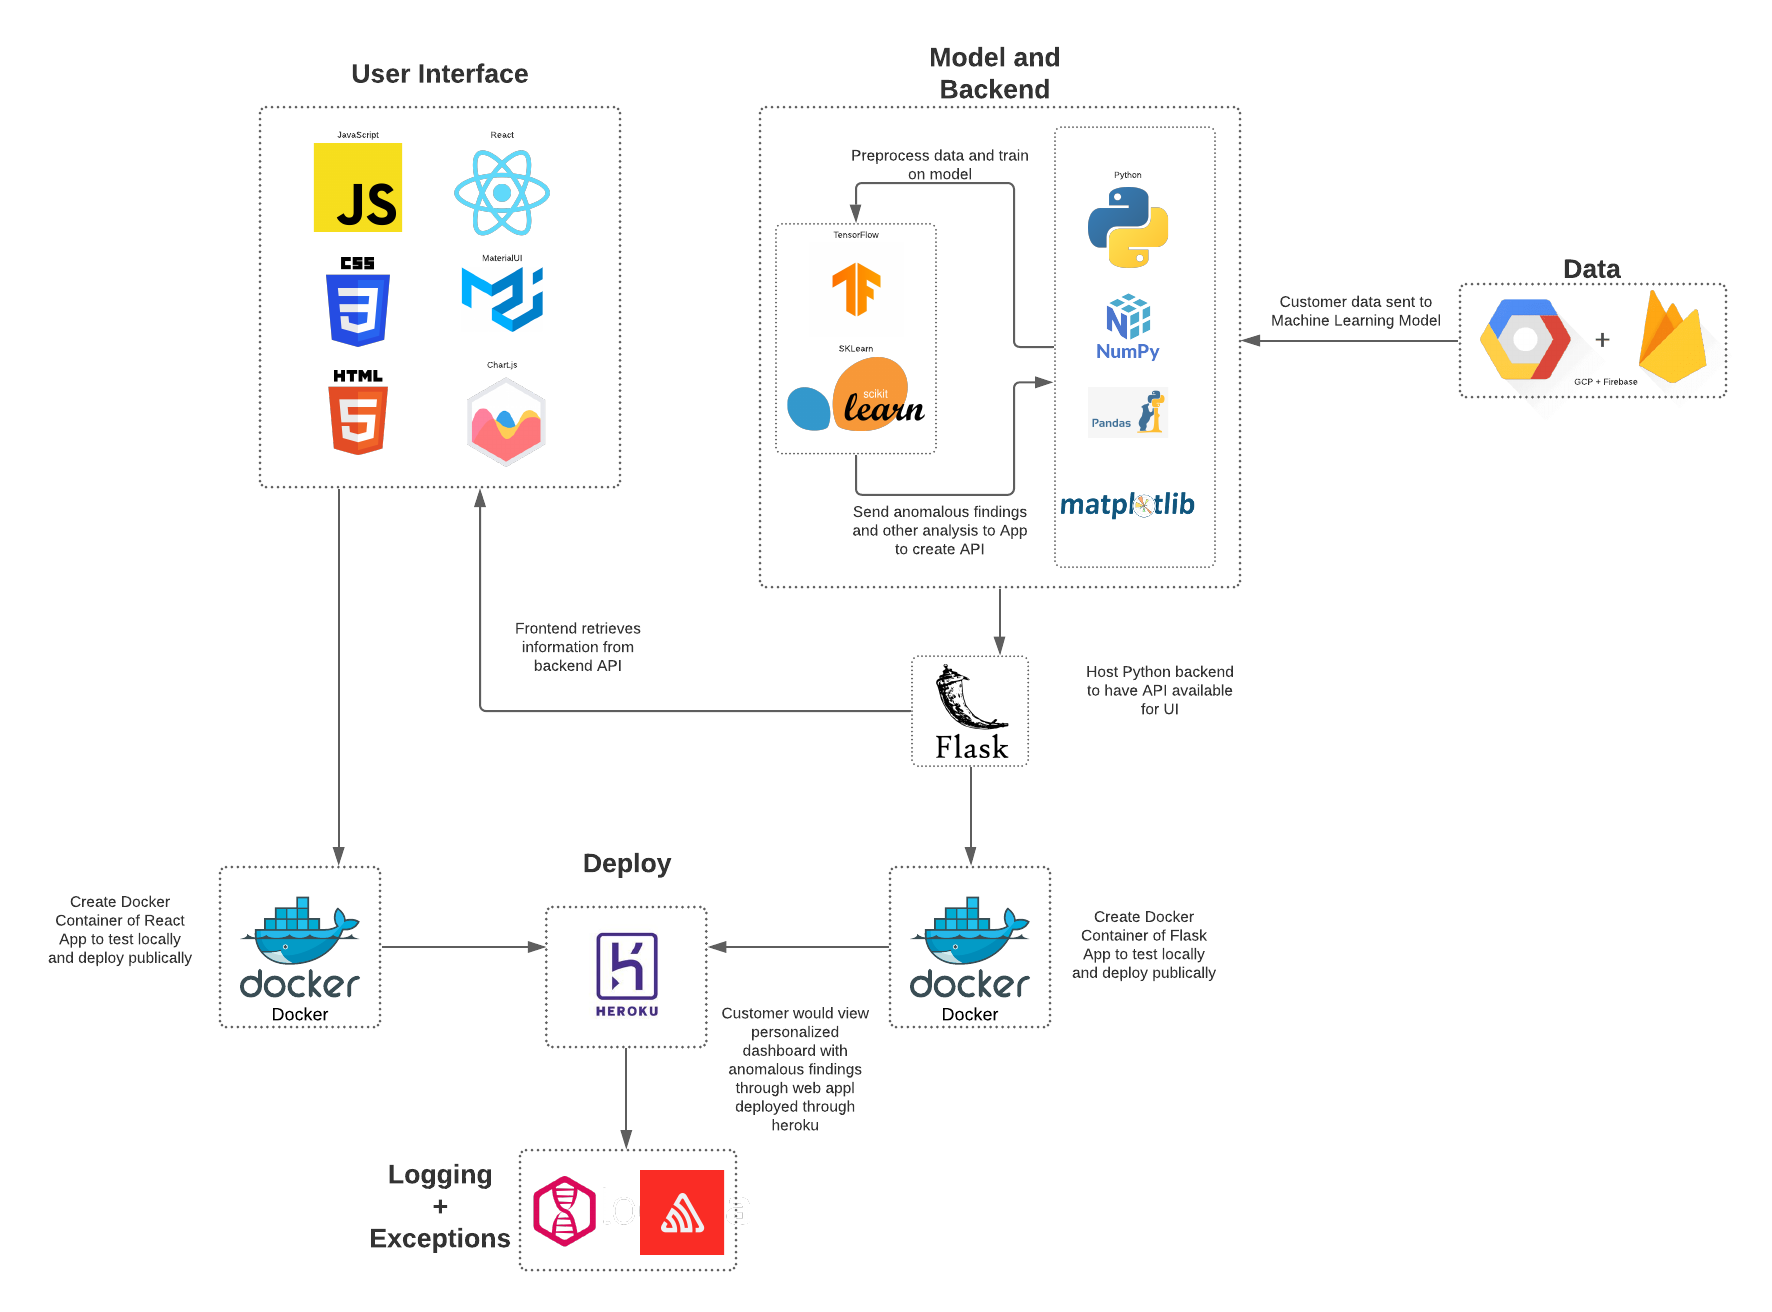 User Interface
JavaScript
JS
React
CSS
MaterialUI
HTML
Chart.js
Model and
Backend
Preprocess data and train
on model
TensorFlow
SKLearn
scikit
learn
Send anomalous findings
and other analysis to App
to create API
Python
NumPy
Pandas
matplotlib
Customer data sent to
Machine Learning Model
Data
+
GCP + Firebase
Frontend retrieves
information from
backend API
Flask
Host Python backend
to have API available
for UI
Create Docker
Container of React
App to test locally
and deploy publically
docker
Docker
Deploy
HEROKU
docker
Docker
Create Docker
Container of Flask
App to test locally
and deploy publically
Customer would view
personalized
dashboard with
anomalous findings
through web appl
deployed through
heroku
Logging
+
Exceptions